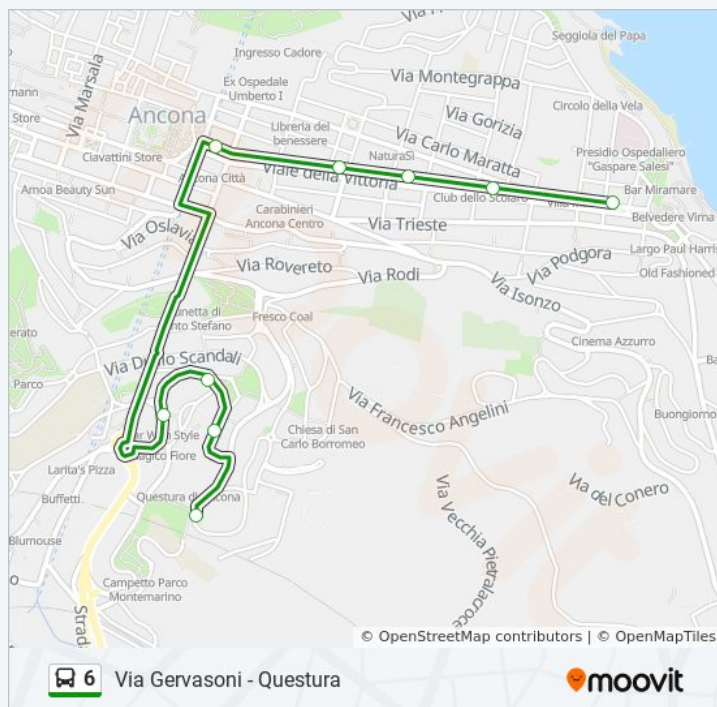 Seggiola del Papa
Ingresso Cadore
Via Marsala
Ex Ospedale
Umberto I
Via Montegrappa
Circolo della Vela
Store
Ancona
Via Gorizia
Libreria del
benessere
Via Carlo Maratta
Clavattini Store
NaturaSì
Presidio Ospedaliero
"Gaspare Salesi"
Ancona Città
Viale della Vittoria
Amoa Beauty Sun
Club dello Scolaro
Bar Miramare
Carabinieri
Ancona Centro
Via Trieste
Belvedere Virna
Via Oslavia
Largo Paul Harris
Via Podgora
Old Fashioned
Via Rovereto
Via Rodi
Via Isonzo
Fresco Coal
Cinema Azzurro
Parco
Via Duilio Scandali
Via Francesco Angelini
Buongiorno
Chiesa di San
Carlo Borromeo
Larita's Pizza
Questura di Ancona
Buffetti
Via del Conero
Blumouse
Via Vecchia Pietralacroce
Campetto Parco
Montemarino
Strada
© OpenStreetMap contributors | © OpenMapTiles
6 Via Gervasoni - Questura
moovit